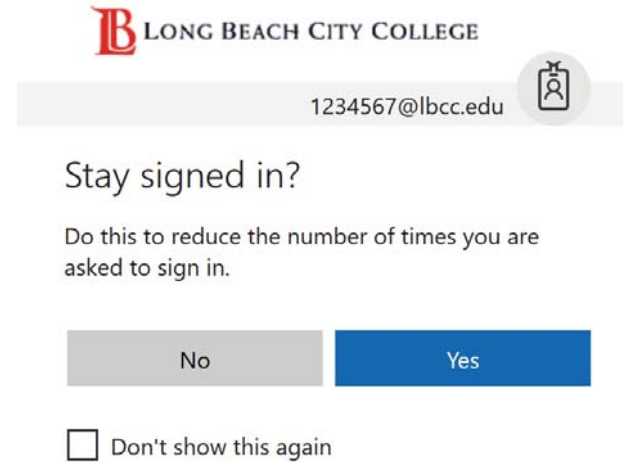 LB LONG BEACH CITY COLLEGE
1234567@lbcc.edu
Stay signed in?
Do this to reduce the number of times you are
asked to sign in.
No Yes
Don't show this again